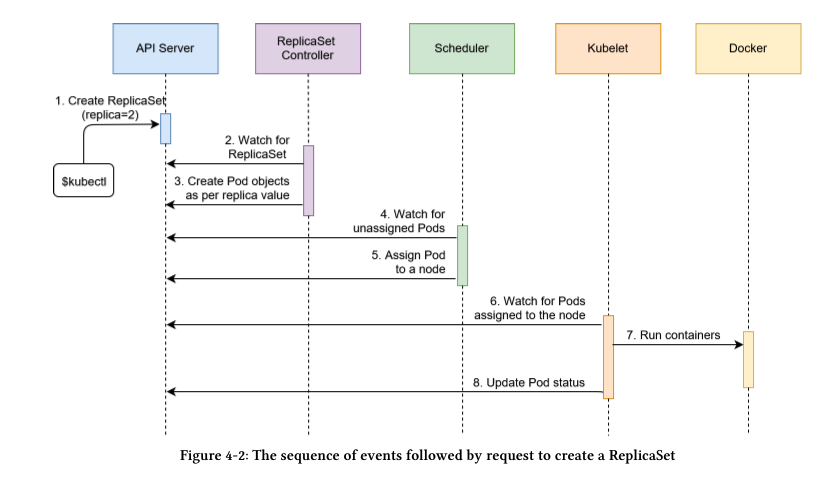 API Server
ReplicaSet
Controller
Scheduler
Kubelet
Docker
1. Create ReplicaSet
(replica=2)
$kubectl
2. Watch for
ReplicaSet
3. Create Pod objects
as per replica value
4. Watch for
unassigned Pods
5. Assign Pod
to a node
6. Watch for Pods
assigned to the node
7. Run containers
8. Update Pod status
Figure 4-2: The sequence of events followed by request to create a ReplicaSet